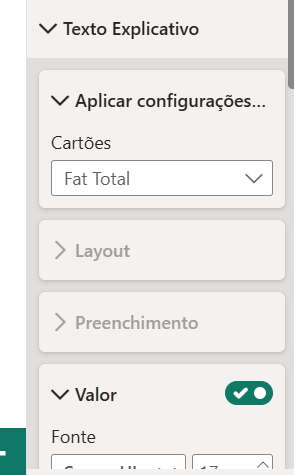 Texto Explicativo
Aplicar configurações...
Cartões
Fat Total
Layout
Preenchimento
Valor
Fonte